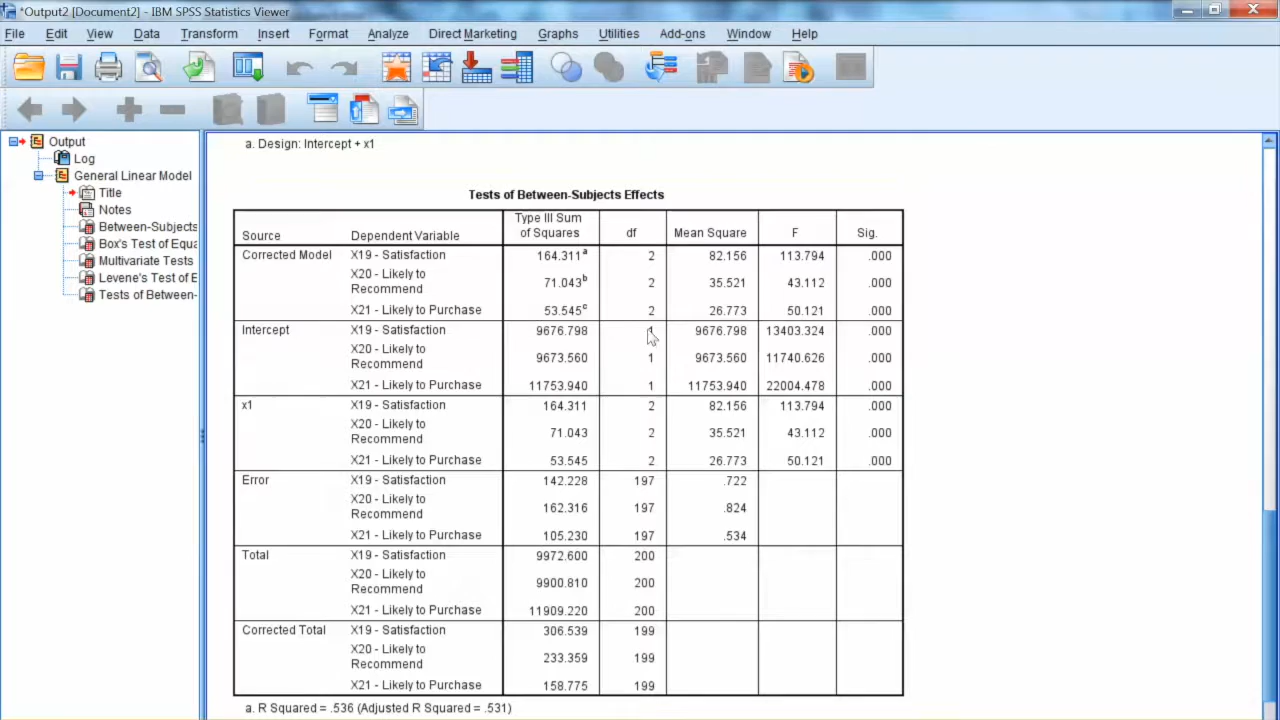 *Output2 [Document2] - IBM SPSS Statistics Viewer
File Edit View Data Transform Insert Format Analyze Direct Marketing Graphs Utilities Add-ons Window Help
Output
Log
General Linear Model
Title
Notes
Between-Subjects
Box's Test of Equa
Multivariate Tests
Levene's Test of E
Tests of Between-
a. Design: Intercept + x1
Tests of Between-Subjects Effects
Source Dependent Variable Type III Sum of Squares df Mean Square F Sig.
Corrected Model X19 - Satisfaction 164.311a 2 82.156 113.794 .000
X20 - Likely to Recommend 71.043b 2 35.521 43.112 .000
X21 - Likely to Purchase 53.545c 2 26.773 50.121 .000
Intercept X19 - Satisfaction 9676.798 1 9676.798 13403.324 .000
X20 - Likely to Recommend 9673.560 1 9673.560 11740.626 .000
X21 - Likely to Purchase 11753.940 1 11753.940 22004.478 .000
x1 X19 - Satisfaction 164.311 2 82.156 113.794 .000
X20 - Likely to Recommend 71.043 2 35.521 43.112 .000
X21 - Likely to Purchase 53.545 2 26.773 50.121 .000
Error X19 - Satisfaction 142.228 197 .722
X20 - Likely to Recommend 162.316 197 .824
X21 - Likely to Purchase 105.230 197 .534
Total X19 - Satisfaction 9972.600 200
X20 - Likely to Recommend 9900.810 200
X21 - Likely to Purchase 11909.220 200
Corrected Total X19 - Satisfaction 306.539 199
X20 - Likely to Recommend 233.359 199
X21 - Likely to Purchase 158.775 199
a. R Squared = .536 (Adjusted R Squared = .531)